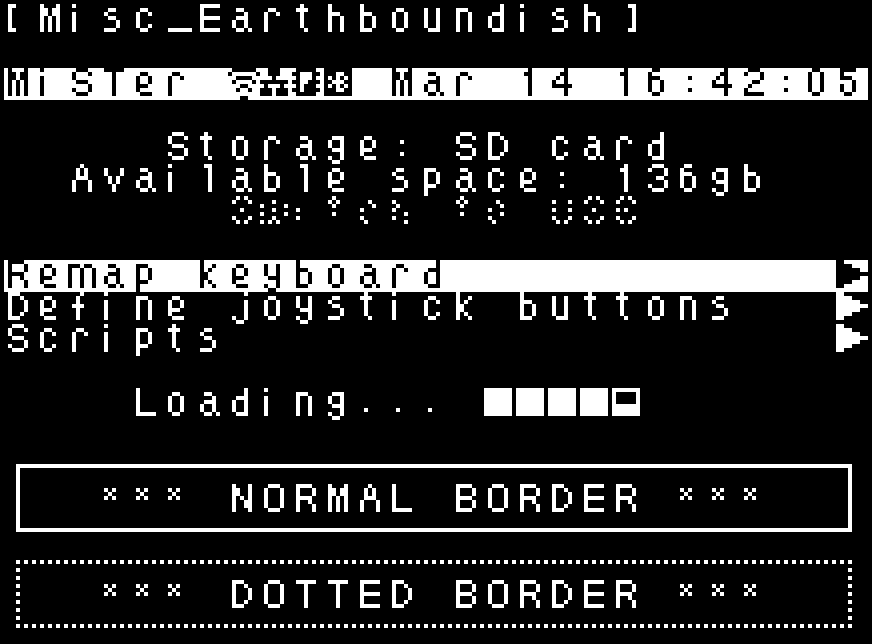 [Misc_Earthboundish]
MiSTer Mar 14 16:42:05
Storage: SD card
Available space: 136gb
Remap keyboard
Define joystick buttons
Scripts
Loading...
*** NORMAL BORDER ***
*** DOTTED BORDER ***